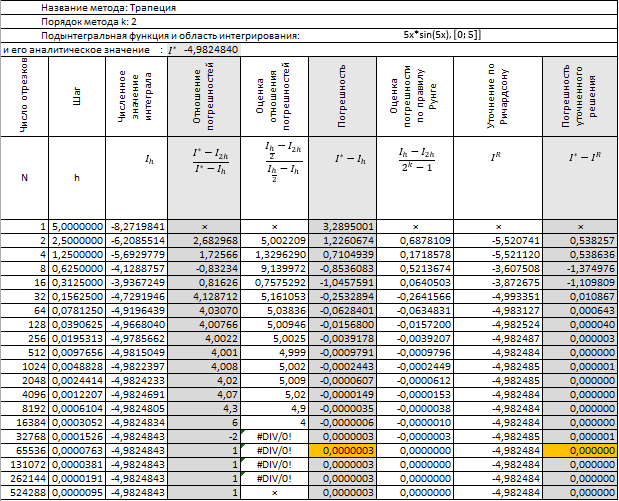 Название метода: Трапеция
Порядок метода k: 2
Подынтегральная функция и область интегрирования: 5x*sin(5x), [0; 5]]
и его аналитическое значение : I* -4,9824840
Число отрезков Шаг Численное значение интеграла Отношение погрешностей Оценка отношения погрешностей Погрешность Оценка погрешности по правилу Рунге Уточнение по Ричардсону Погрешность уточненного решения
N h I_h (I* − I_2h)/(I* − I_h) (I_h/2 − I_2h)/(I_h/2 − I_h) I* − I_h (I_h − I_2h)/(2^k − 1) I^R I* − I^R
1 5,0000000 -8,2719841 × × 3,2895001 × × ×
2 2,5000000 -6,2085514 2,682968 5,002209 1,2260674 0,6878109 -5,520741 0,538257
4 1,2500000 -5,6929779 1,72566 1,3296290 0,7104939 0,1718578 -5,521120 0,538636
8 0,6250000 -4,1288757 -0,83234 9,139972 -0,8536083 0,5213674 -3,607508 -1,374976
16 0,3125000 -3,9367249 0,81626 0,7575292 -1,0457591 0,0640503 -3,872675 -1,109809
32 0,1562500 -4,7291946 4,128712 5,161053 -0,2532894 -0,2641566 -4,993351 0,010867
64 0,0781250 -4,9196439 4,03070 5,03836 -0,0628401 -0,0634831 -4,983127 0,000643
128 0,0390625 -4,9668040 4,00766 5,00946 -0,0156800 -0,0157200 -4,982524 0,000040
256 0,0195313 -4,9785662 4,0022 5,0025 -0,0039178 -0,0039207 -4,982487 0,000003
512 0,0097656 -4,9815049 4,001 4,999 -0,0009791 -0,0009796 -4,982484 0,000000
1024 0,0048828 -4,9822397 4,008 5,002 -0,0002443 -0,0002449 -4,982485 0,000001
2048 0,0024414 -4,9824233 4,02 5,009 -0,0000607 -0,0000612 -4,982484 0,000000
4096 0,0012207 -4,9824691 4,07 5,02 -0,0000149 -0,0000153 -4,982484 0,000000
8192 0,0006104 -4,9824805 4,3 4,9 -0,0000035 -0,0000038 -4,982484 0,000000
16384 0,0003052 -4,9824834 6 4 -0,0000006 -0,0000010 -4,982484 0,000000
32768 0,0001526 -4,9824843 -2 #DIV/0! 0,0000003 -0,0000003 -4,982485 0,000001
65536 0,0000763 -4,9824843 1 #DIV/0! 0,0000003 0,0000000 -4,982484 0,000000
131072 0,0000381 -4,9824843 1 #DIV/0! 0,0000003 0,0000000 -4,982484 0,000000
262144 0,0000191 -4,9824843 1 #DIV/0! 0,0000003 0,0000000 -4,982484 0,000000
524288 0,0000095 -4,9824843 1 × 0,0000003 0,0000000 -4,982484 0,000000